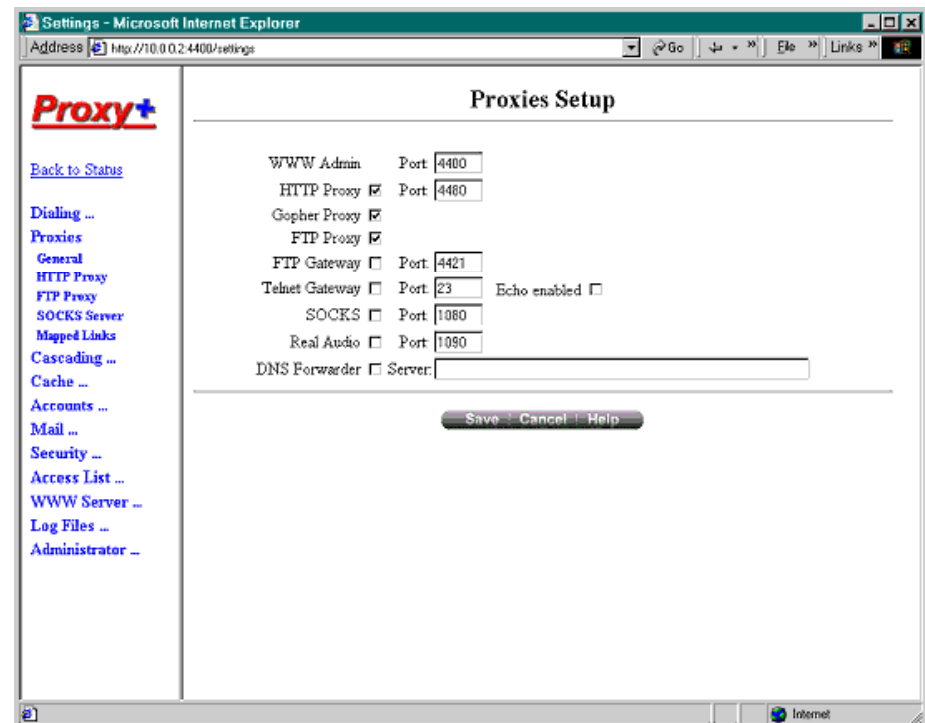 Settings - Microsoft Internet Explorer
Address http://10.0.0.2:4400/settings Go File » Links »
Proxy+
Back to Status
Dialing ...
Proxies
General
HTTP Proxy
FTP Proxy
SOCKS Server
Mapped Links
Cascading ...
Cache ...
Accounts ...
Mail ...
Security ...
Access List ...
WWW Server ...
Log Files ...
Administrator ...
Proxies Setup
WWW Admin Port 4400
HTTP Proxy Port 4480
Gopher Proxy
FTP Proxy
FTP Gateway Port 4421
Telnet Gateway Port 23 Echo enabled
SOCKS Port 1080
Real Audio Port 1090
DNS Forwarder Server:
Save Cancel Help
Internet